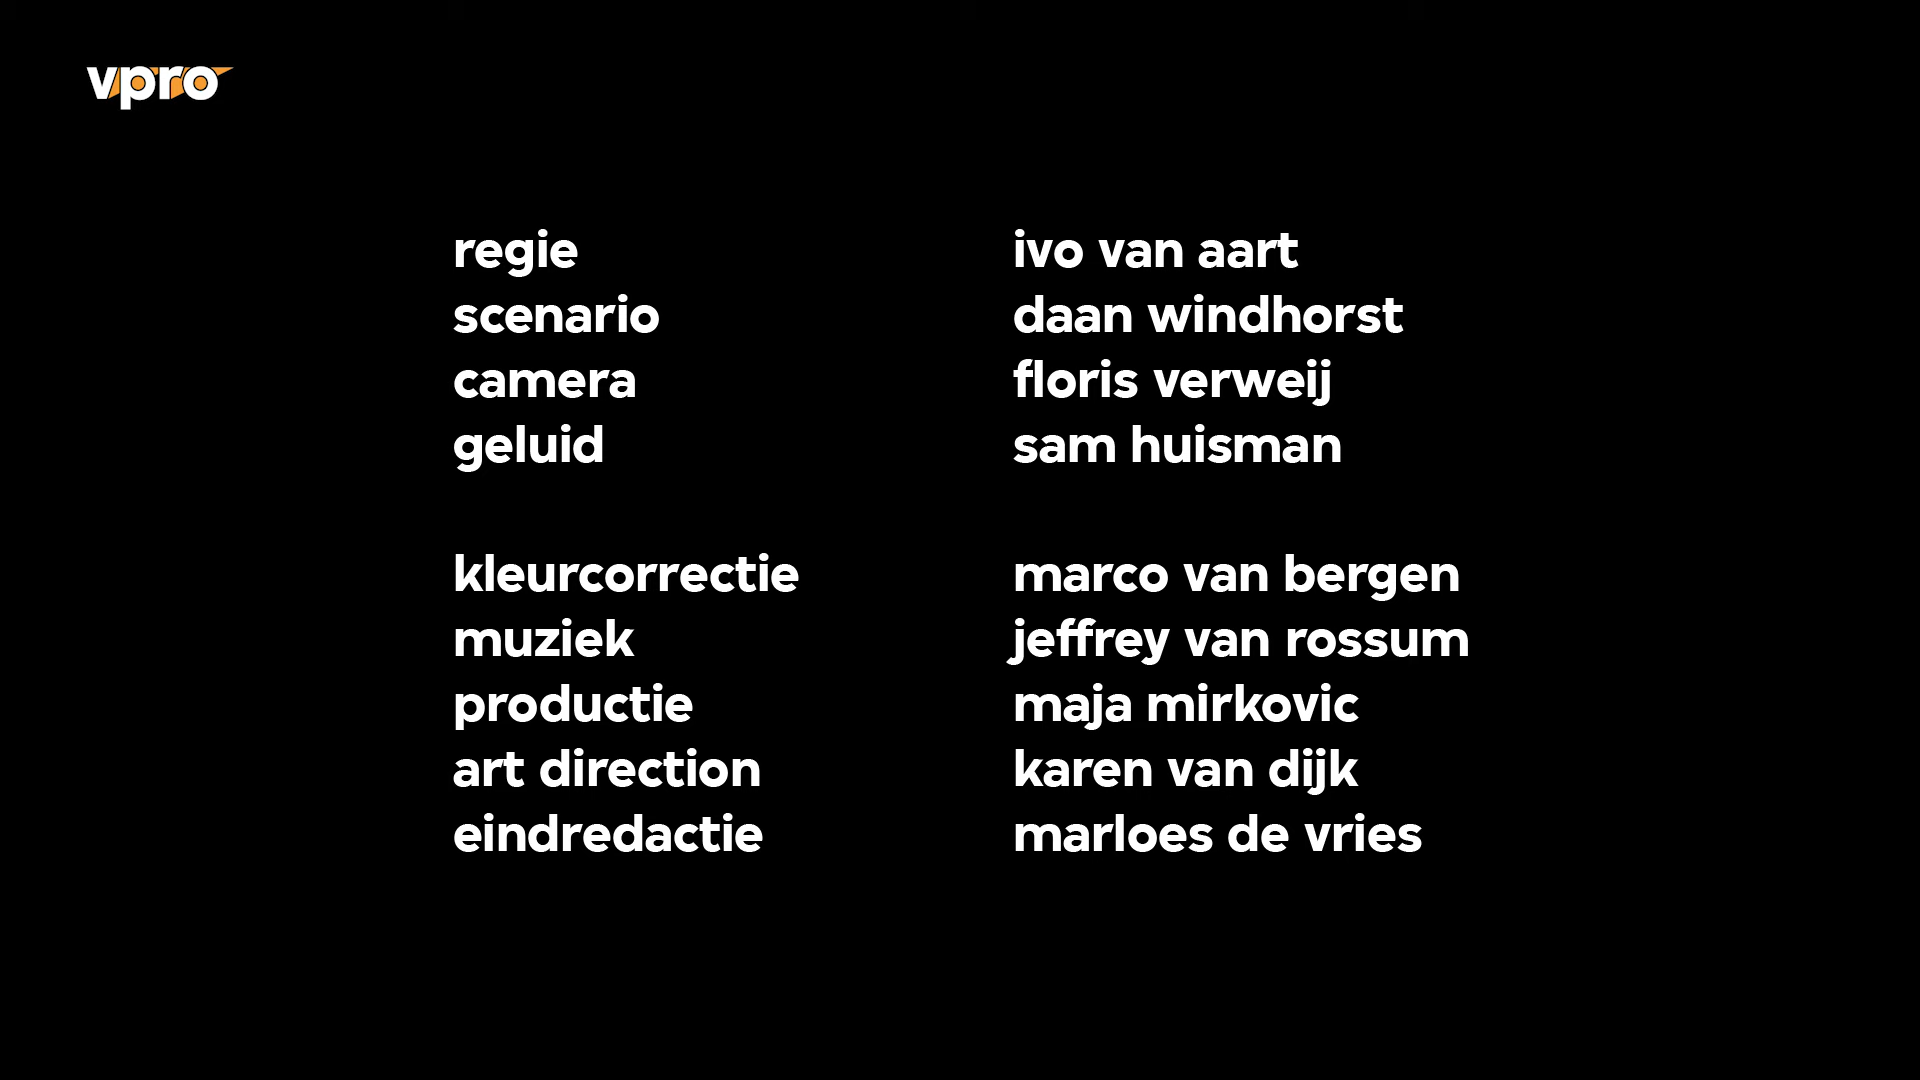 vpro
regie ivo van aart
scenario daan windhorst
camera floris verweij
geluid sam huisman
kleurcorrectie marco van bergen
muziek jeffrey van rossum
productie maja mirkovic
art direction karen van dijk
eindredactie marloes de vries